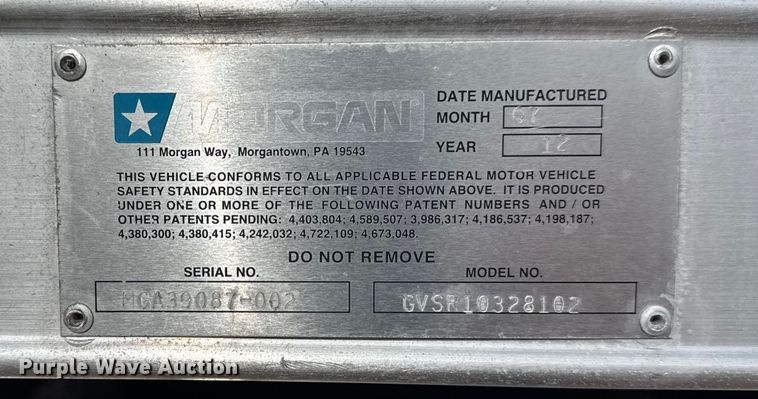 MORGAN
111 Morgan Way, Morgantown, PA 19543
DATE MANUFACTURED
MONTH 07
YEAR 12
THIS VEHICLE CONFORMS TO ALL APPLICABLE FEDERAL MOTOR VEHICLE
SAFETY STANDARDS IN EFFECT ON THE DATE SHOWN ABOVE. IT IS PRODUCED
UNDER ONE OR MORE OF THE FOLLOWING PATENT NUMBERS AND / OR
OTHER PATENTS PENDING: 4,403,804; 4,589,507; 3,986,317; 4,186,537; 4,198,187;
4,380,300; 4,380,415; 4,242,032; 4,722,109; 4,673,048.
DO NOT REMOVE
SERIAL NO. MODEL NO.
MGA39087-002 GVSR10328102
Purple Wave Auction